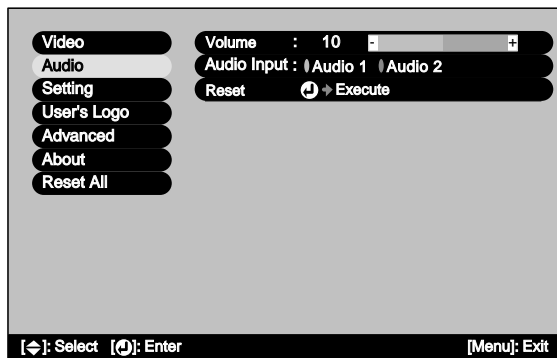 Video
Audio
Setting
User's Logo
Advanced
About
Reset All
Volume : 10 - +
Audio Input : Audio 1 Audio 2
Reset Execute
[ ]: Select [ ]: Enter [Menu]: Exit